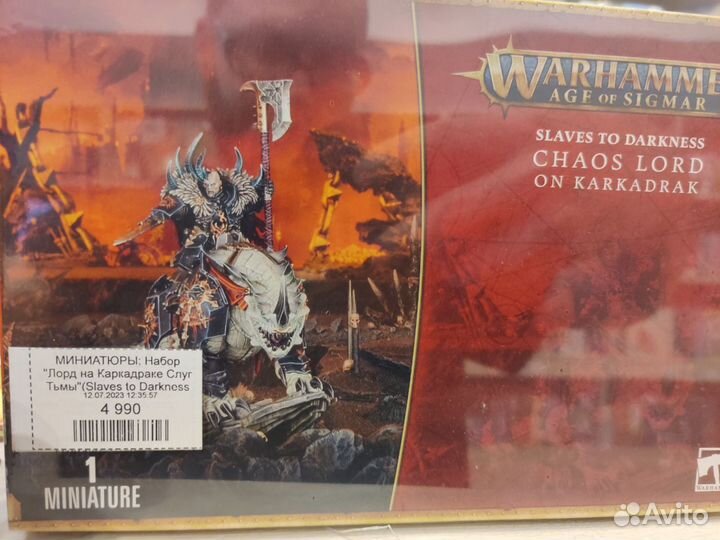 WARHAMME
AGE OF SIGMAR
SLAVES TO DARKNESS
CHAOS LORD
ON KARKADRAK
МИНИАТЮРЫ: Набор
"Лорд на Каркадраке Слуг
Тьмы"(Slaves to Darkness
12.07.2023 12:35:57
4 990
1
MINIATURE
WARHAMM
Avito